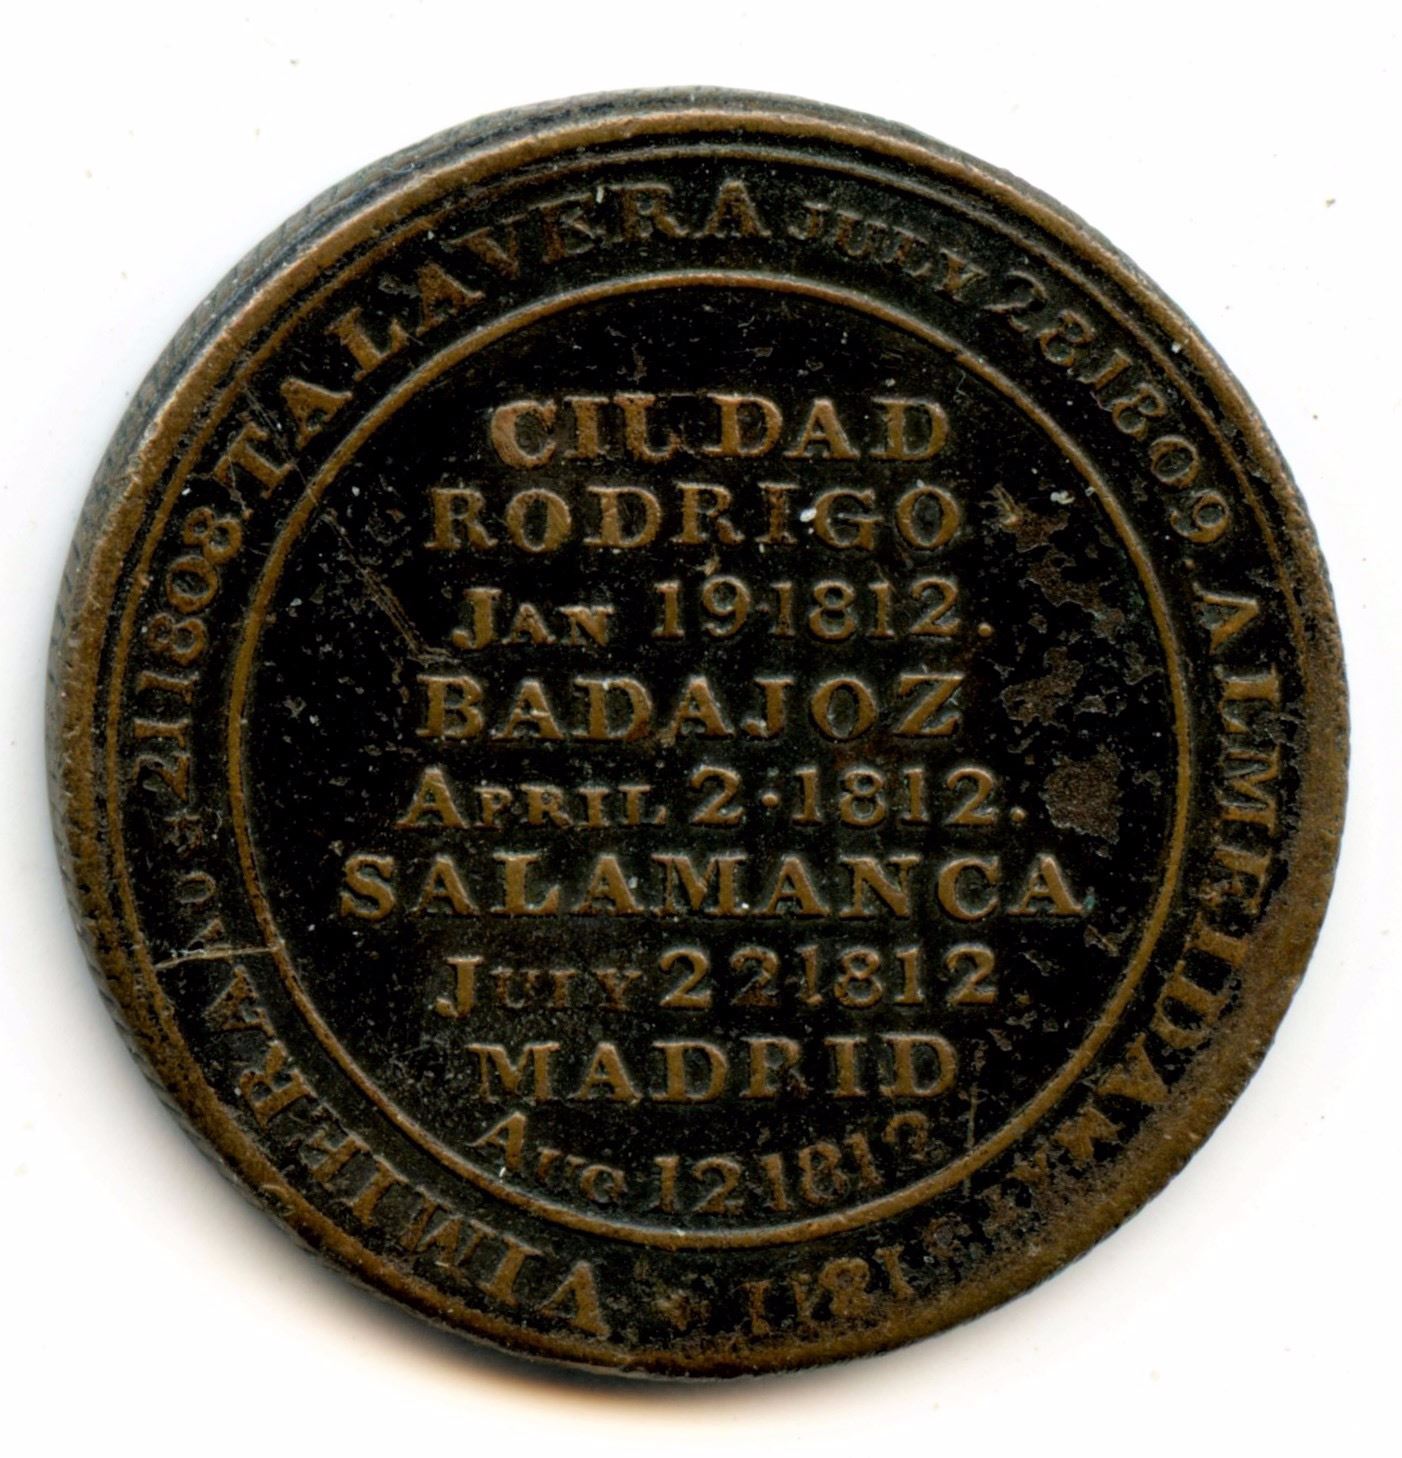 VIMIERA AUG 21 1808 TALAVERA JULY 28 1809. ALMEIDA MAY 5 1811
CIUDAD
RODRIGO
JAN 19·1812.
BADAJOZ
APRIL 2·1812.
SALAMANCA
JULY 22·1812
MADRID
AUG·12 1812